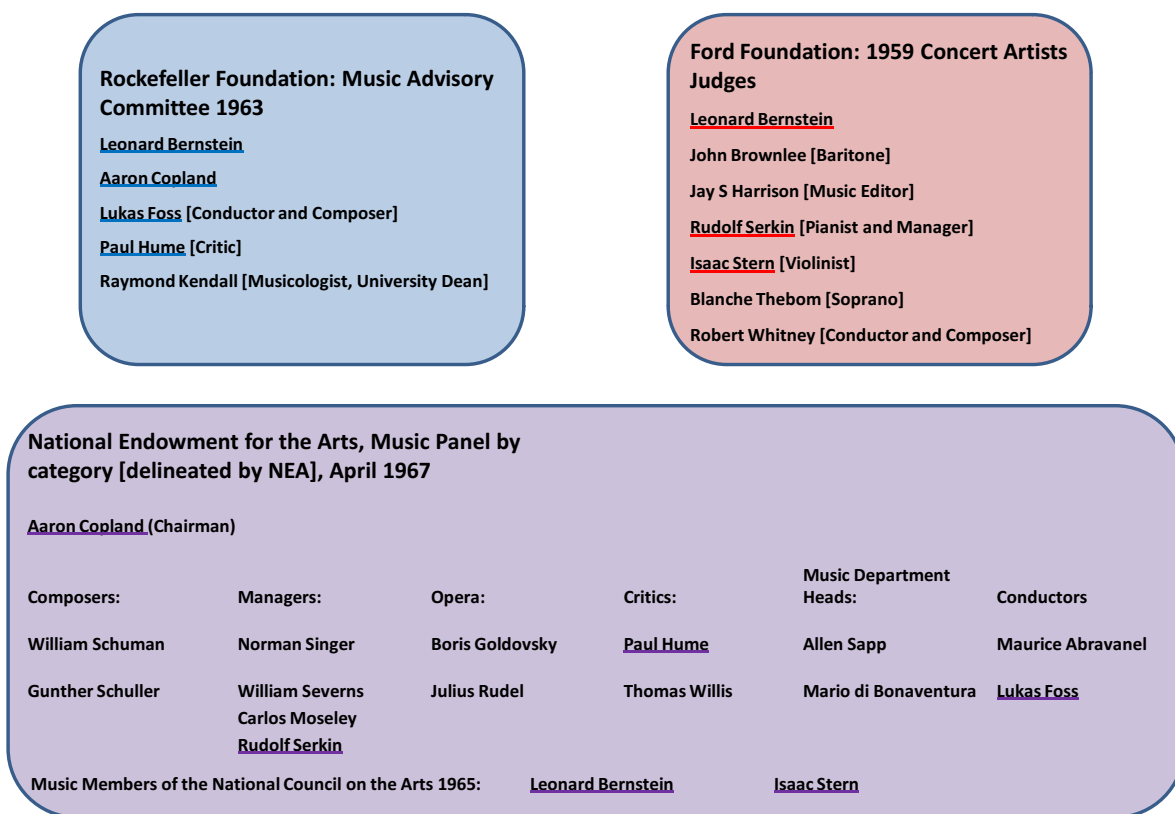 Rockefeller Foundation: Music Advisory
Committee 1963
Leonard Bernstein
Aaron Copland
Lukas Foss [Conductor and Composer]
Paul Hume [Critic]
Raymond Kendall [Musicologist, University Dean]
Ford Foundation: 1959 Concert Artists
Judges
Leonard Bernstein
John Brownlee [Baritone]
Jay S Harrison [Music Editor]
Rudolf Serkin [Pianist and Manager]
Isaac Stern [Violinist]
Blanche Thebom [Soprano]
Robert Whitney [Conductor and Composer]
National Endowment for the Arts, Music Panel by
category [delineated by NEA], April 1967
Aaron Copland (Chairman)
Composers:
William Schuman
Gunther Schuller
Managers:
Norman Singer
William Severns
Carlos Moseley
Rudolf Serkin
Opera:
Boris Goldovsky
Julius Rudel
Critics:
Paul Hume
Thomas Willis
Music Department
Heads:
Allen Sapp
Mario di Bonaventura
Conductors
Maurice Abravanel
Lukas Foss
Music Members of the National Council on the Arts 1965: Leonard Bernstein Isaac Stern